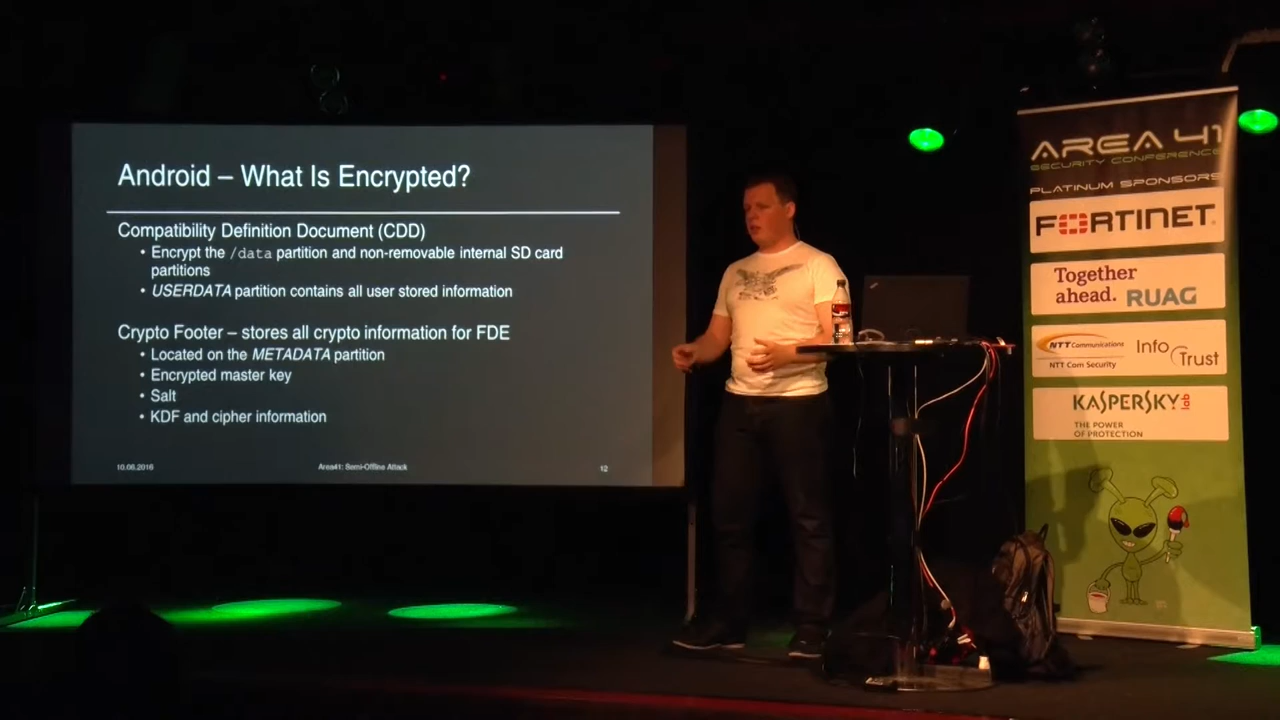 Android – What Is Encrypted?
Compatibility Definition Document (CDD)
• Encrypt the /data partition and non-removable internal SD card
partitions
• USERDATA partition contains all user stored information
Crypto Footer – stores all crypto information for FDE
• Located on the METADATA partition
• Encrypted master key
• Salt
• KDF and cipher information
10.06.2016
Area41: Semi-Offline Attack
12
AREA 41
SECURITY CONFERENCE
PLATINUM SPONSORS
FORTINET
Together
ahead. RUAG
NTT Communications
NTT Com Security
Info
Trust
KASPERSKY lab
THE POWER
OF PROTECTION